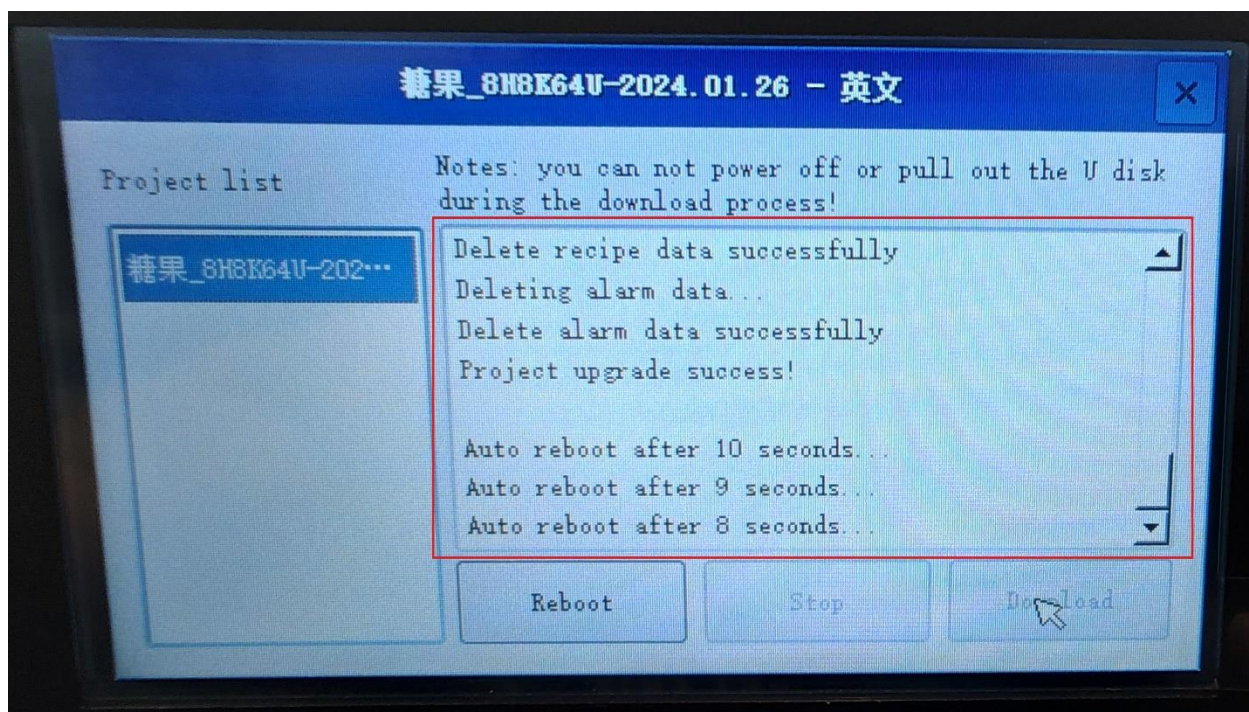 糖果_8H8K64U-2024.01.26 - 英文
Project list
Notes: you can not power off or pull out the U disk
during the download process!
糖果_8H8K64U-202…
Delete recipe data successfully
Deleting alarm data...
Delete alarm data successfully
Project upgrade success!
Auto reboot after 10 seconds...
Auto reboot after 9 seconds...
Auto reboot after 8 seconds...
Reboot
Stop
Download